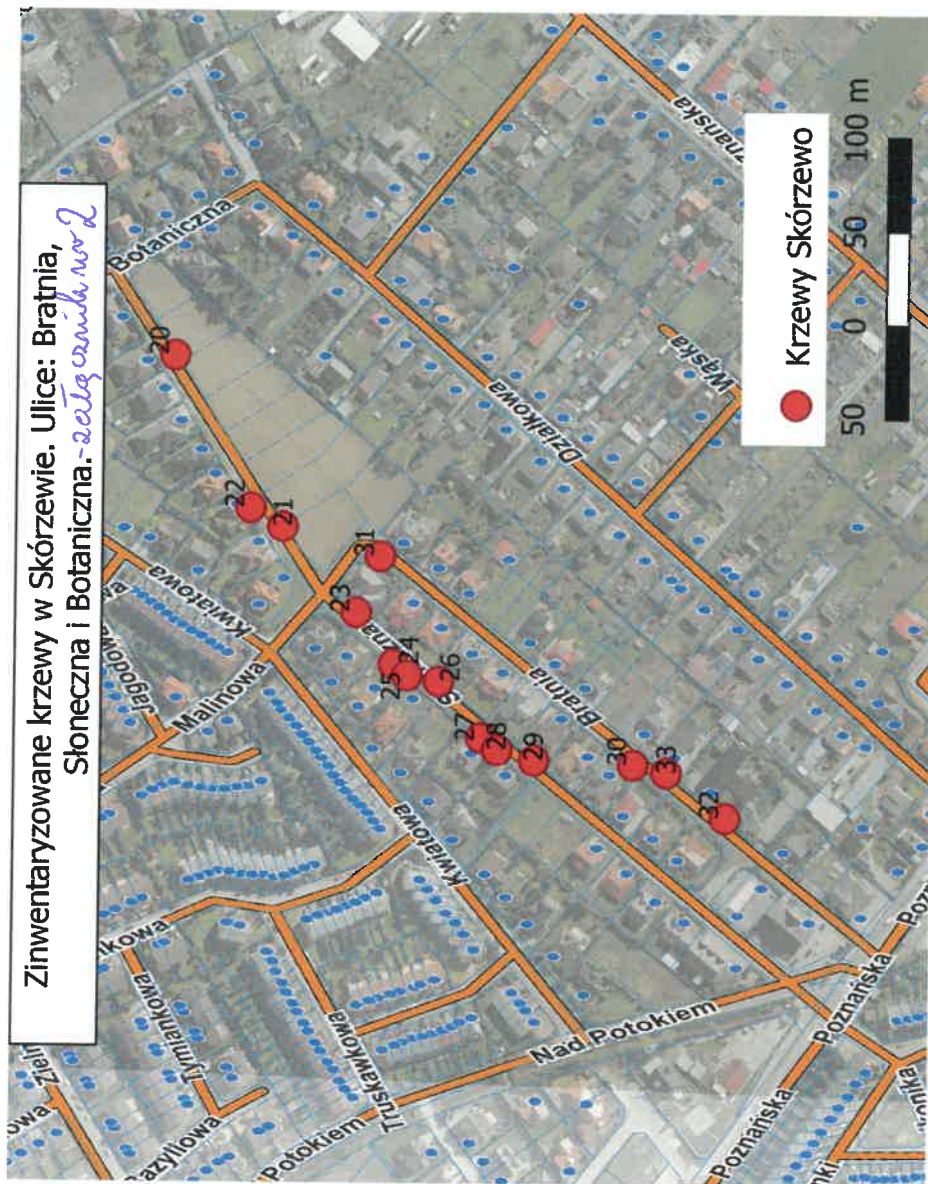 Zinwentaryzowane krzewy w Skórzewie. Ulice: Bratnia,
Słoneczna i Botaniczna. - załącznik nr 2
Botaniczna
20
22
21
31
23
24
25
26
27
28
29
30
33
32
Kwiatowa
Jagodowa
Malinowa
Bratnia
Działkowa
Wąska
Kwiatowa
Truskawkowa
Tymiankowa
Nad Potokiem
Potokiem
Poznańska
Poznańska
Krzewy Skórzewo
50 0 50 100 m